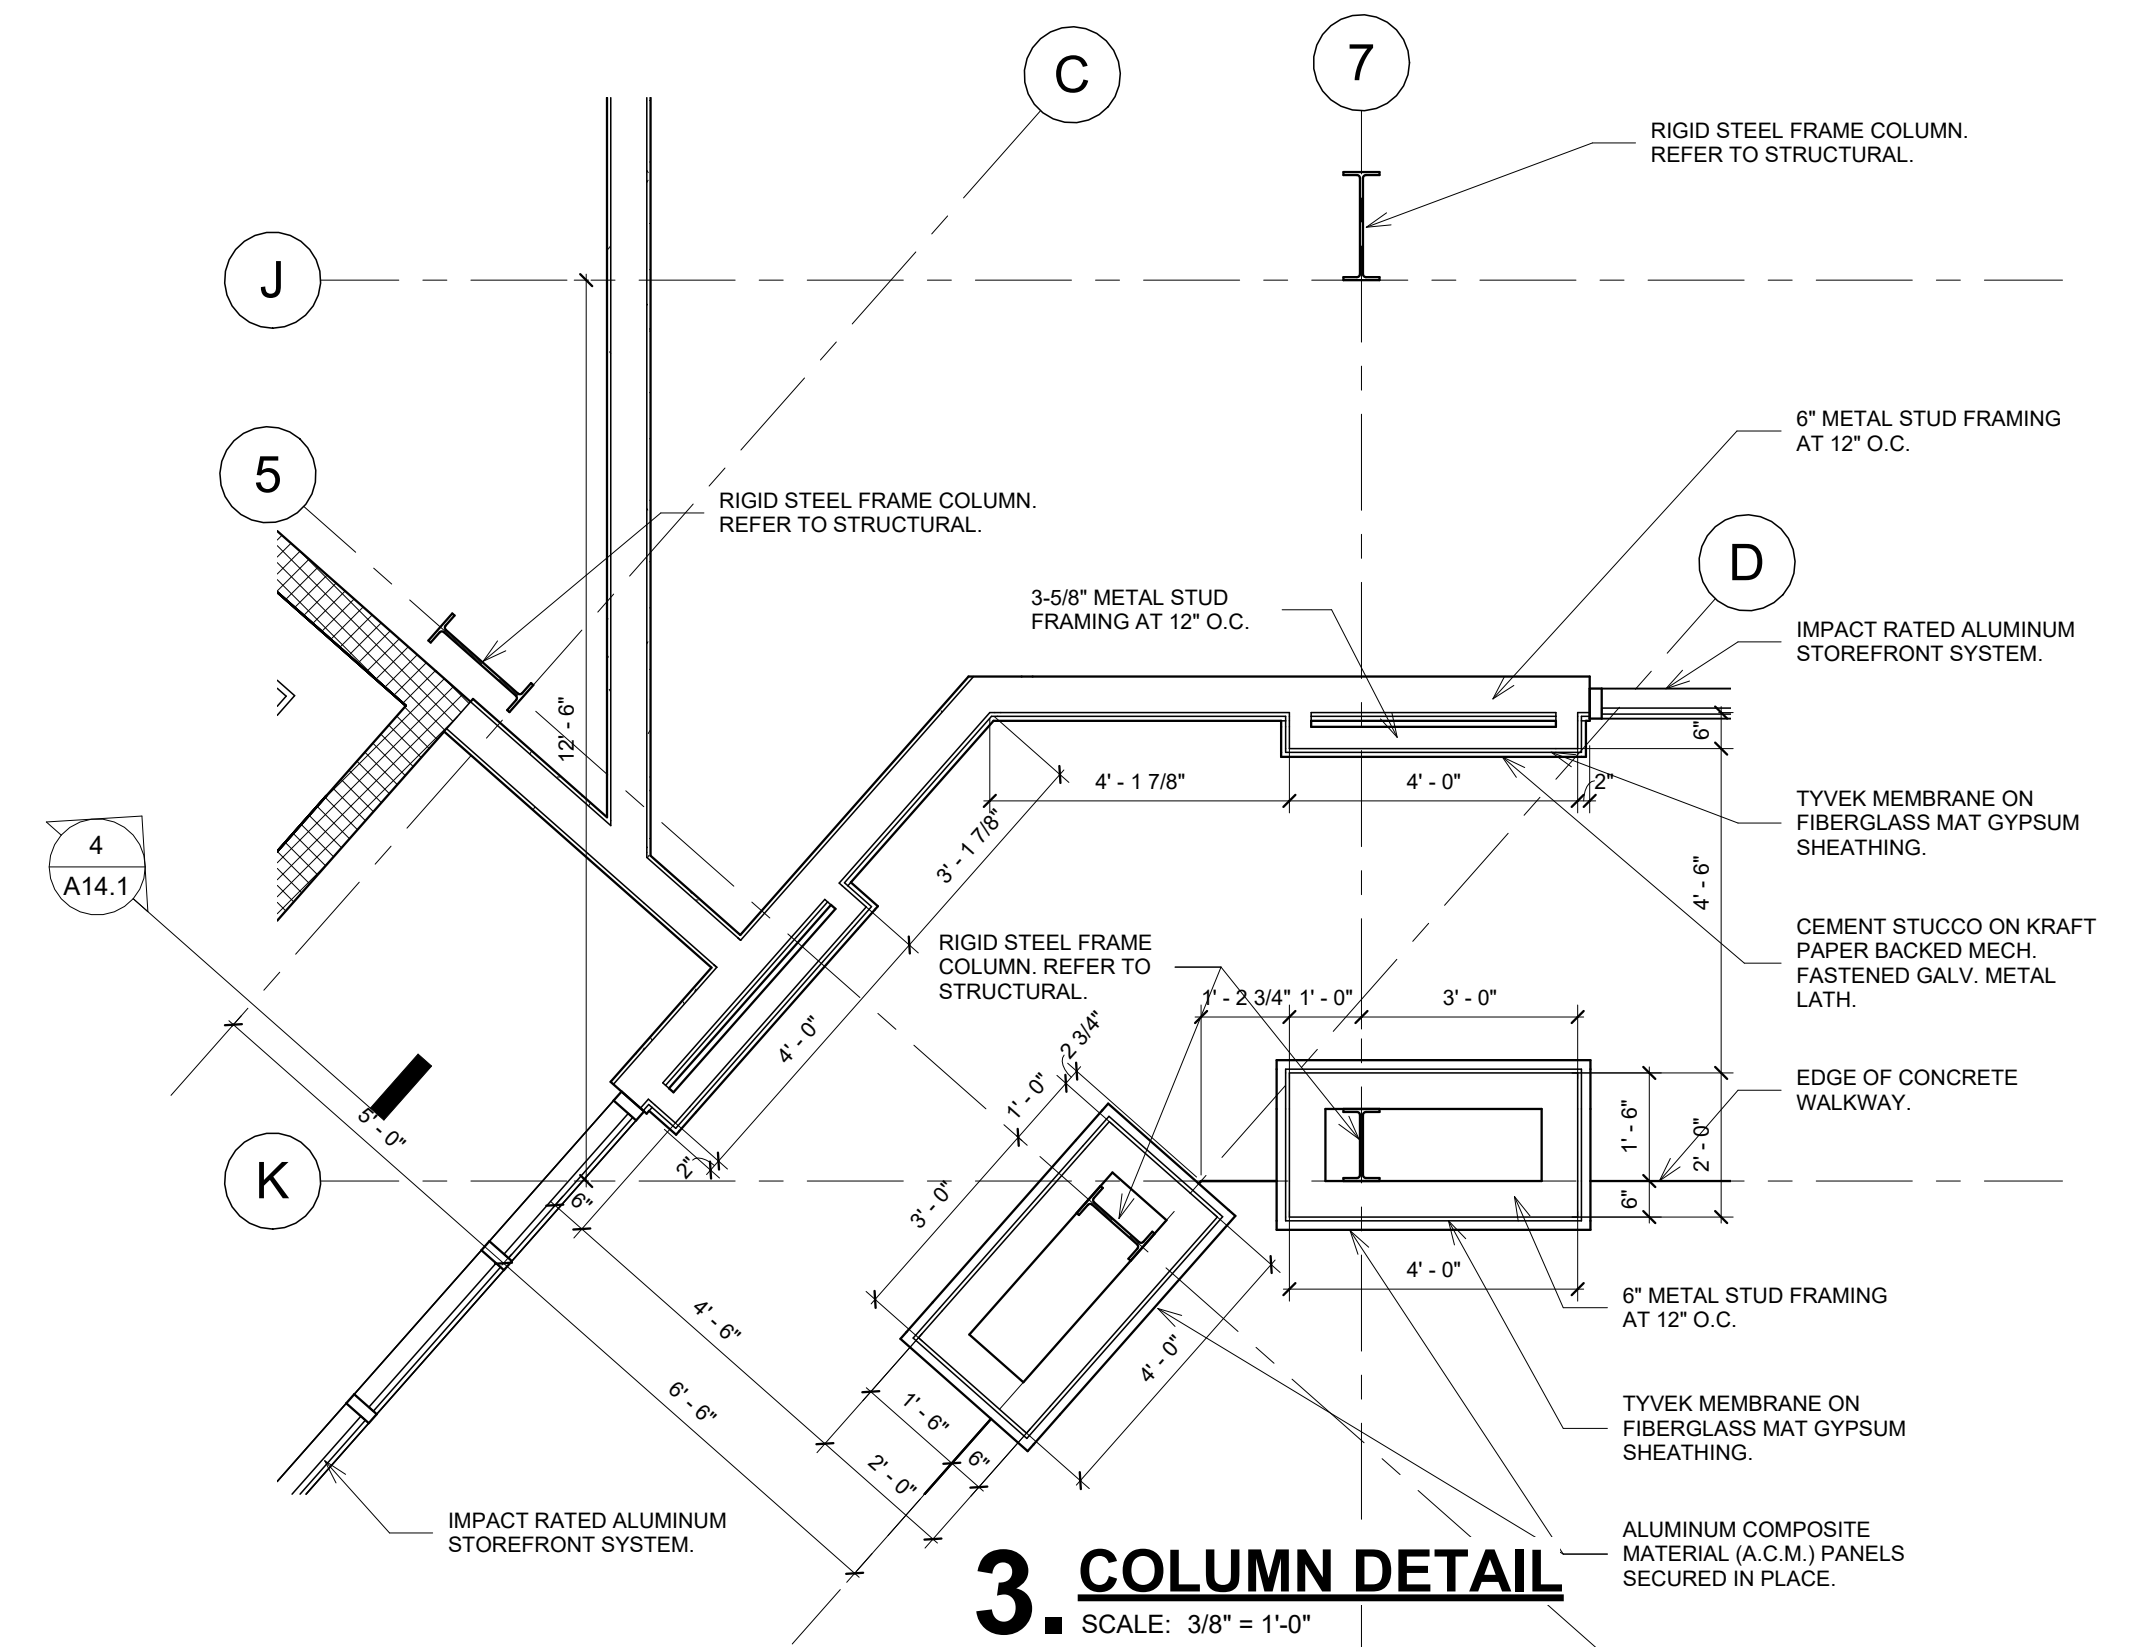 C
7
RIGID STEEL FRAME COLUMN.
REFER TO STRUCTURAL.
J
6" METAL STUD FRAMING
AT 12" O.C.
5
RIGID STEEL FRAME COLUMN.
REFER TO STRUCTURAL.
D
3-5/8" METAL STUD
FRAMING AT 12" O.C.
IMPACT RATED ALUMINUM
STOREFRONT SYSTEM.
12' - 6"
6"
4' - 1 7/8"
4' - 0"
2"
TYVEK MEMBRANE ON
FIBERGLASS MAT GYPSUM
SHEATHING.
3' - 1 7/8"
4
A14.1
4' - 6"
CEMENT STUCCO ON KRAFT
PAPER BACKED MECH.
FASTENED GALV. METAL
LATH.
RIGID STEEL FRAME
COLUMN. REFER TO
STRUCTURAL.
1' - 2 3/4"
1' - 0"
3' - 0"
4' - 0"
2 3/4"
1' - 0"
EDGE OF CONCRETE
WALKWAY.
5' - 0"
1' - 6"
2' - 0"
2"
K
6"
3' - 0"
6"
4' - 0"
6" METAL STUD FRAMING
AT 12" O.C.
4' - 6"
4' - 0"
6' - 6"
1' - 6"
6"
2' - 0"
TYVEK MEMBRANE ON
FIBERGLASS MAT GYPSUM
SHEATHING.
IMPACT RATED ALUMINUM
STOREFRONT SYSTEM.
ALUMINUM COMPOSITE
MATERIAL (A.C.M.) PANELS
SECURED IN PLACE.
3. COLUMN DETAIL
SCALE: 3/8" = 1'-0"